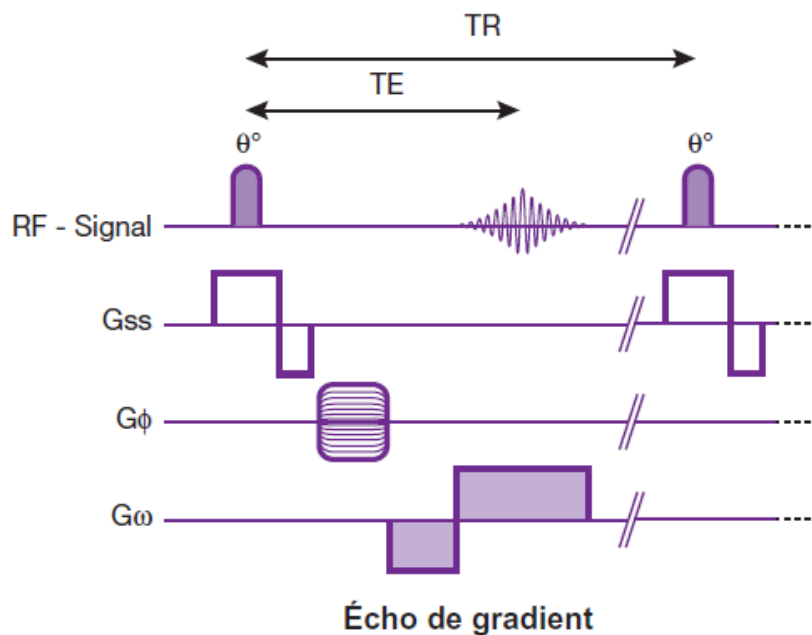 TR
TE
θ° θ°
RF - Signal
Gss
Gϕ
Gω
Écho de gradient